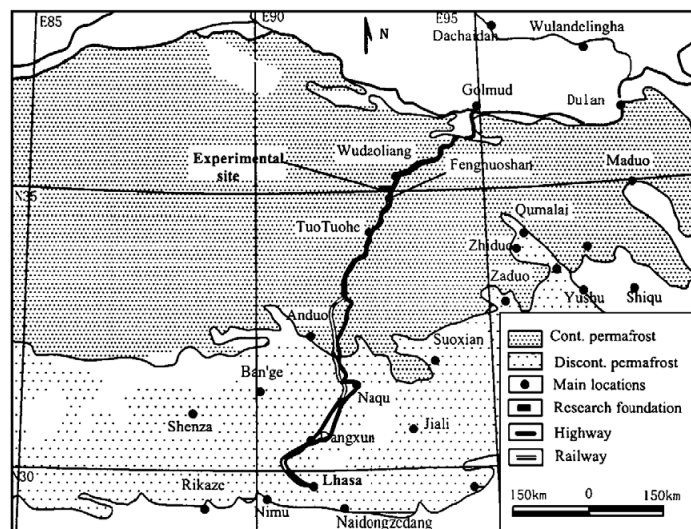 E85
E90
E95
N
Dachaidan
Wulandelingha
Golmud
Dulan
Wudaoliang
Experimental
site
Fenghuoshan
Maduo
N35
TuoTuohe
Qumalai
Zhiduo
Zaduo
Yushu
Shiqu
Anduo
Suoxian
Ban'ge
Naqu
Shenza
Jiali
Dangxun
N30
Rikaze
Lhasa
Nimu
Naidongzedang
Cont. permafrost
Discont. permafrost
Main locations
Research foundation
Highway
Railway
150km 0 150km